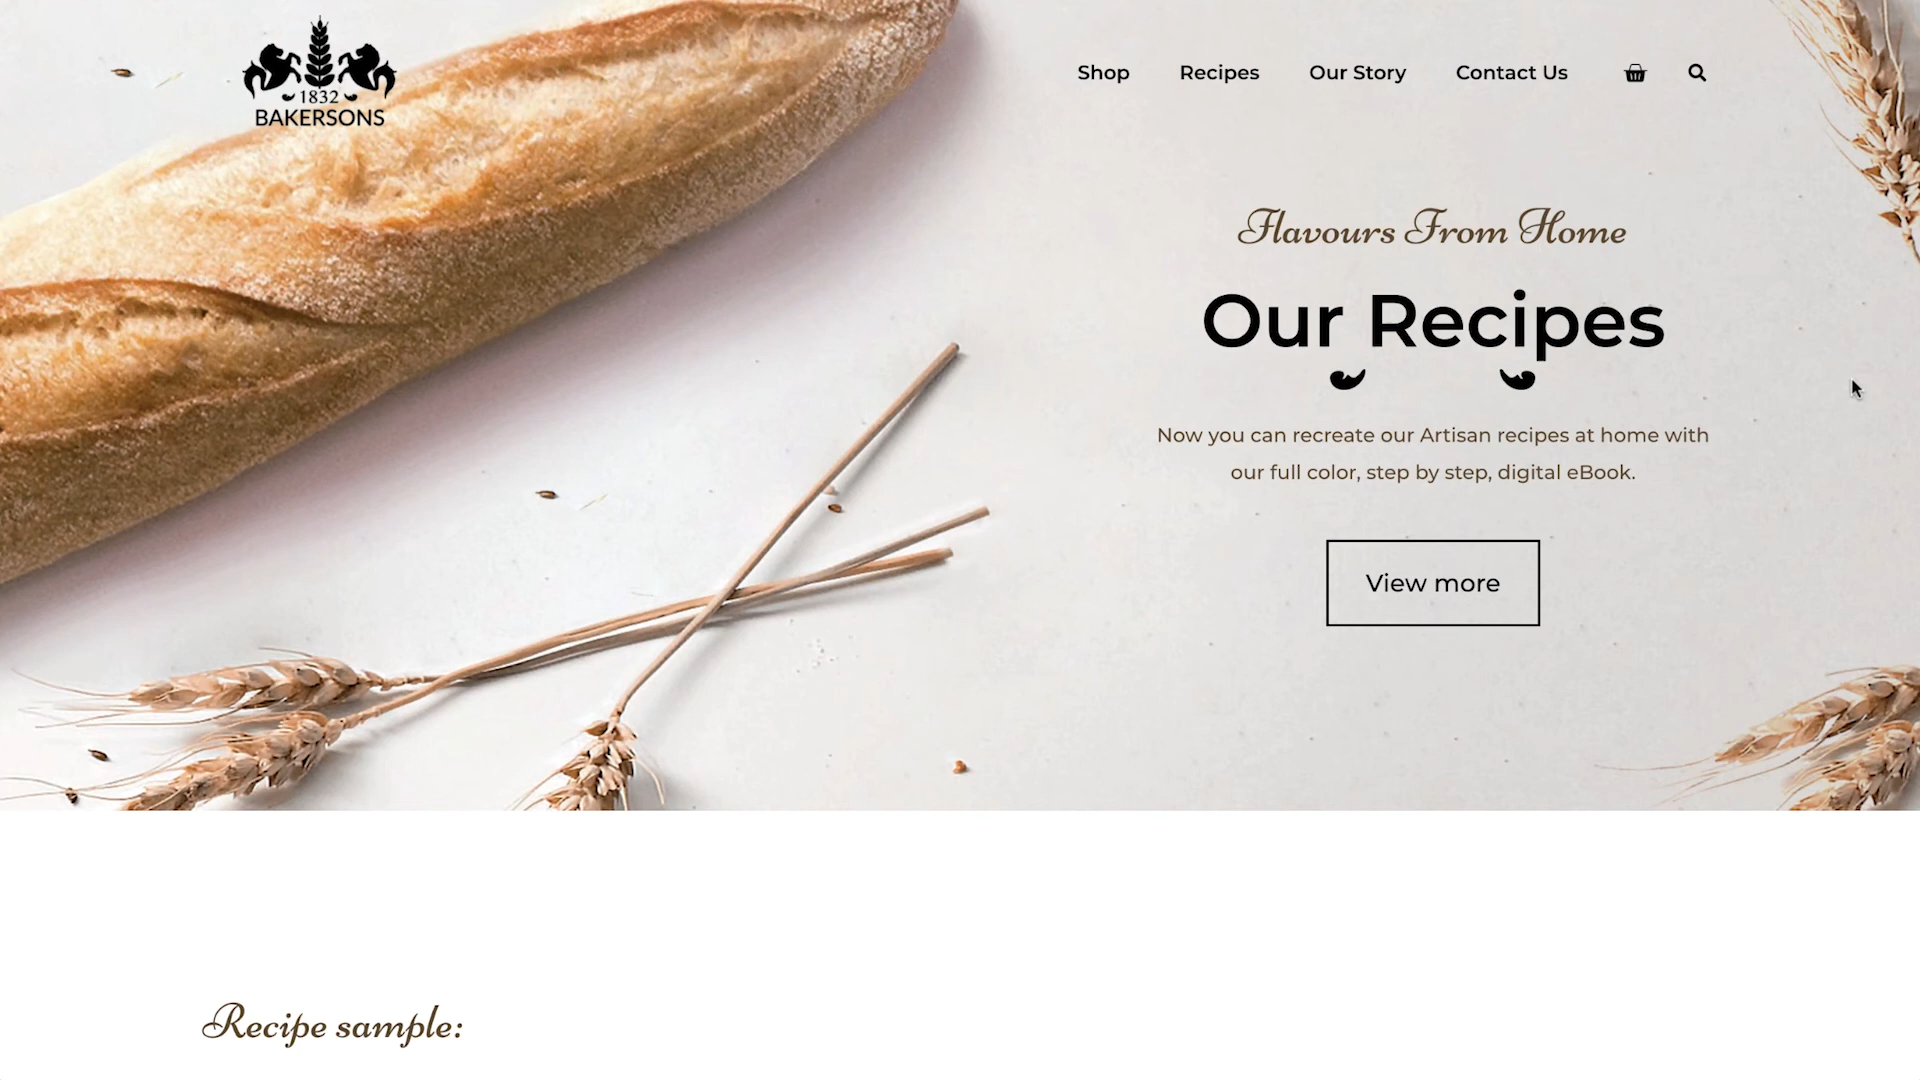 1832
BAKERSONS
Shop Recipes Our Story Contact Us
Flavours From Home
Our Recipes
Now you can recreate our Artisan recipes at home with
our full color, step by step, digital eBook.
View more
Recipe sample: